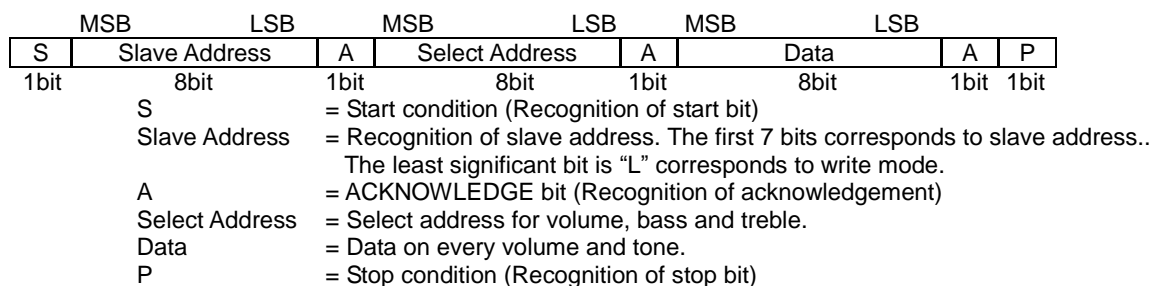 MSB LSB MSB LSB MSB LSB
S Slave Address A Select Address A Data A P
1bit 8bit 1bit 8bit 1bit 8bit 1bit 1bit
S = Start condition (Recognition of start bit)
Slave Address = Recognition of slave address. The first 7 bits corresponds to slave address..
The least significant bit is “L” corresponds to write mode.
A = ACKNOWLEDGE bit (Recognition of acknowledgement)
Select Address = Select address for volume, bass and treble.
Data = Data on every volume and tone.
P = Stop condition (Recognition of stop bit)